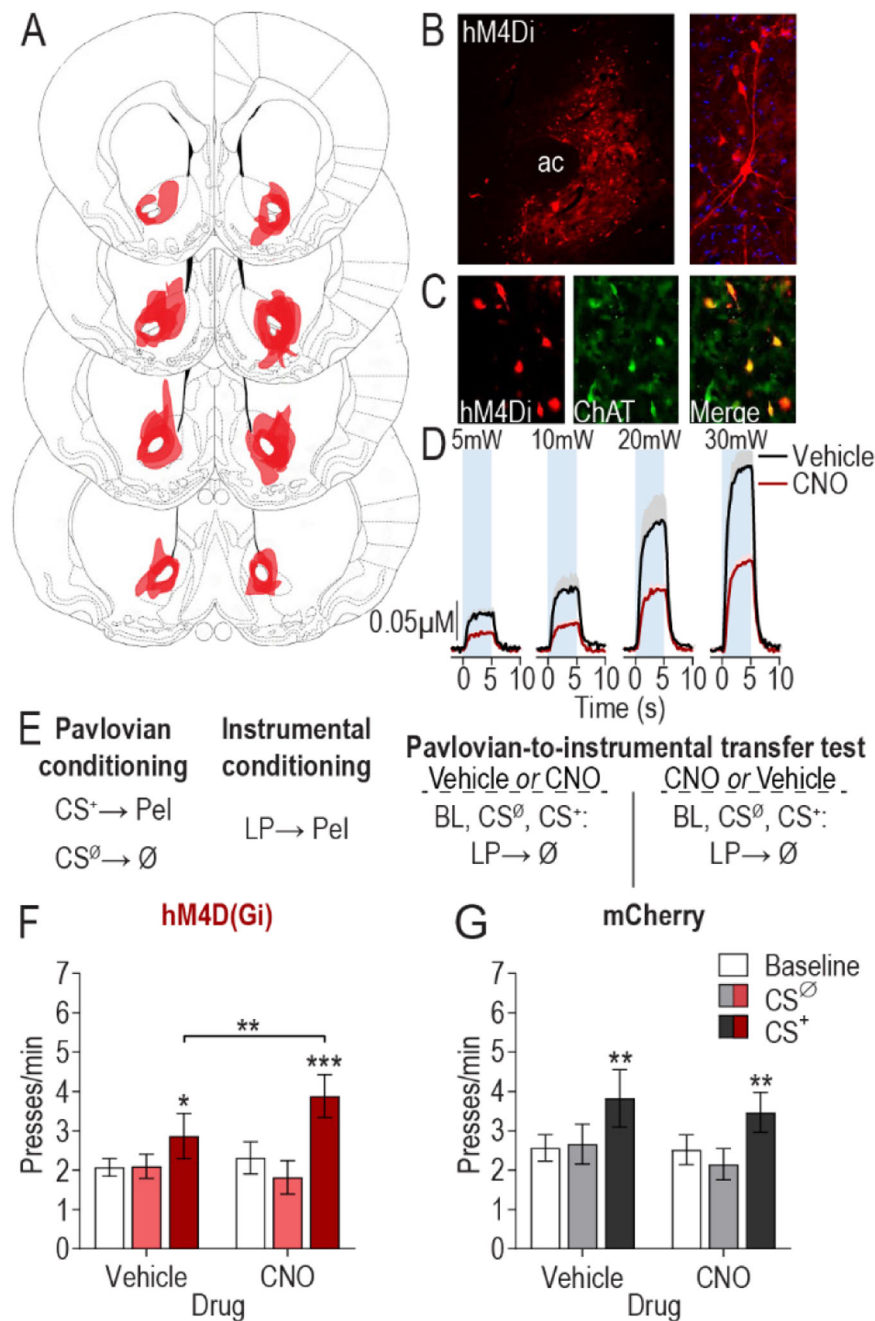 A
B
hM4Di
ac
C
hM4Di
ChAT
Merge
D
5mW 10mW 20mW 30mW
Vehicle
CNO
0.05µM
0 5 10 0 5 10 0 5 10 0 5 10
Time (s)
E
Pavlovian conditioning
CS⁺→ Pel
CS^Ø→ Ø
Instrumental conditioning
LP→ Pel
Pavlovian-to-instrumental transfer test
Vehicle or CNO
BL, CS^Ø, CS⁺:
LP→ Ø
CNO or Vehicle
BL, CS^Ø, CS⁺:
LP→ Ø
F
hM4D(Gi)
7
6
5
4
3
2
1
0
Presses/min
*
**
***
Vehicle CNO
Drug
G
mCherry
Baseline
CS^Ø
CS⁺
7
6
5
4
3
2
1
0
Presses/min
**
**
Vehicle CNO
Drug